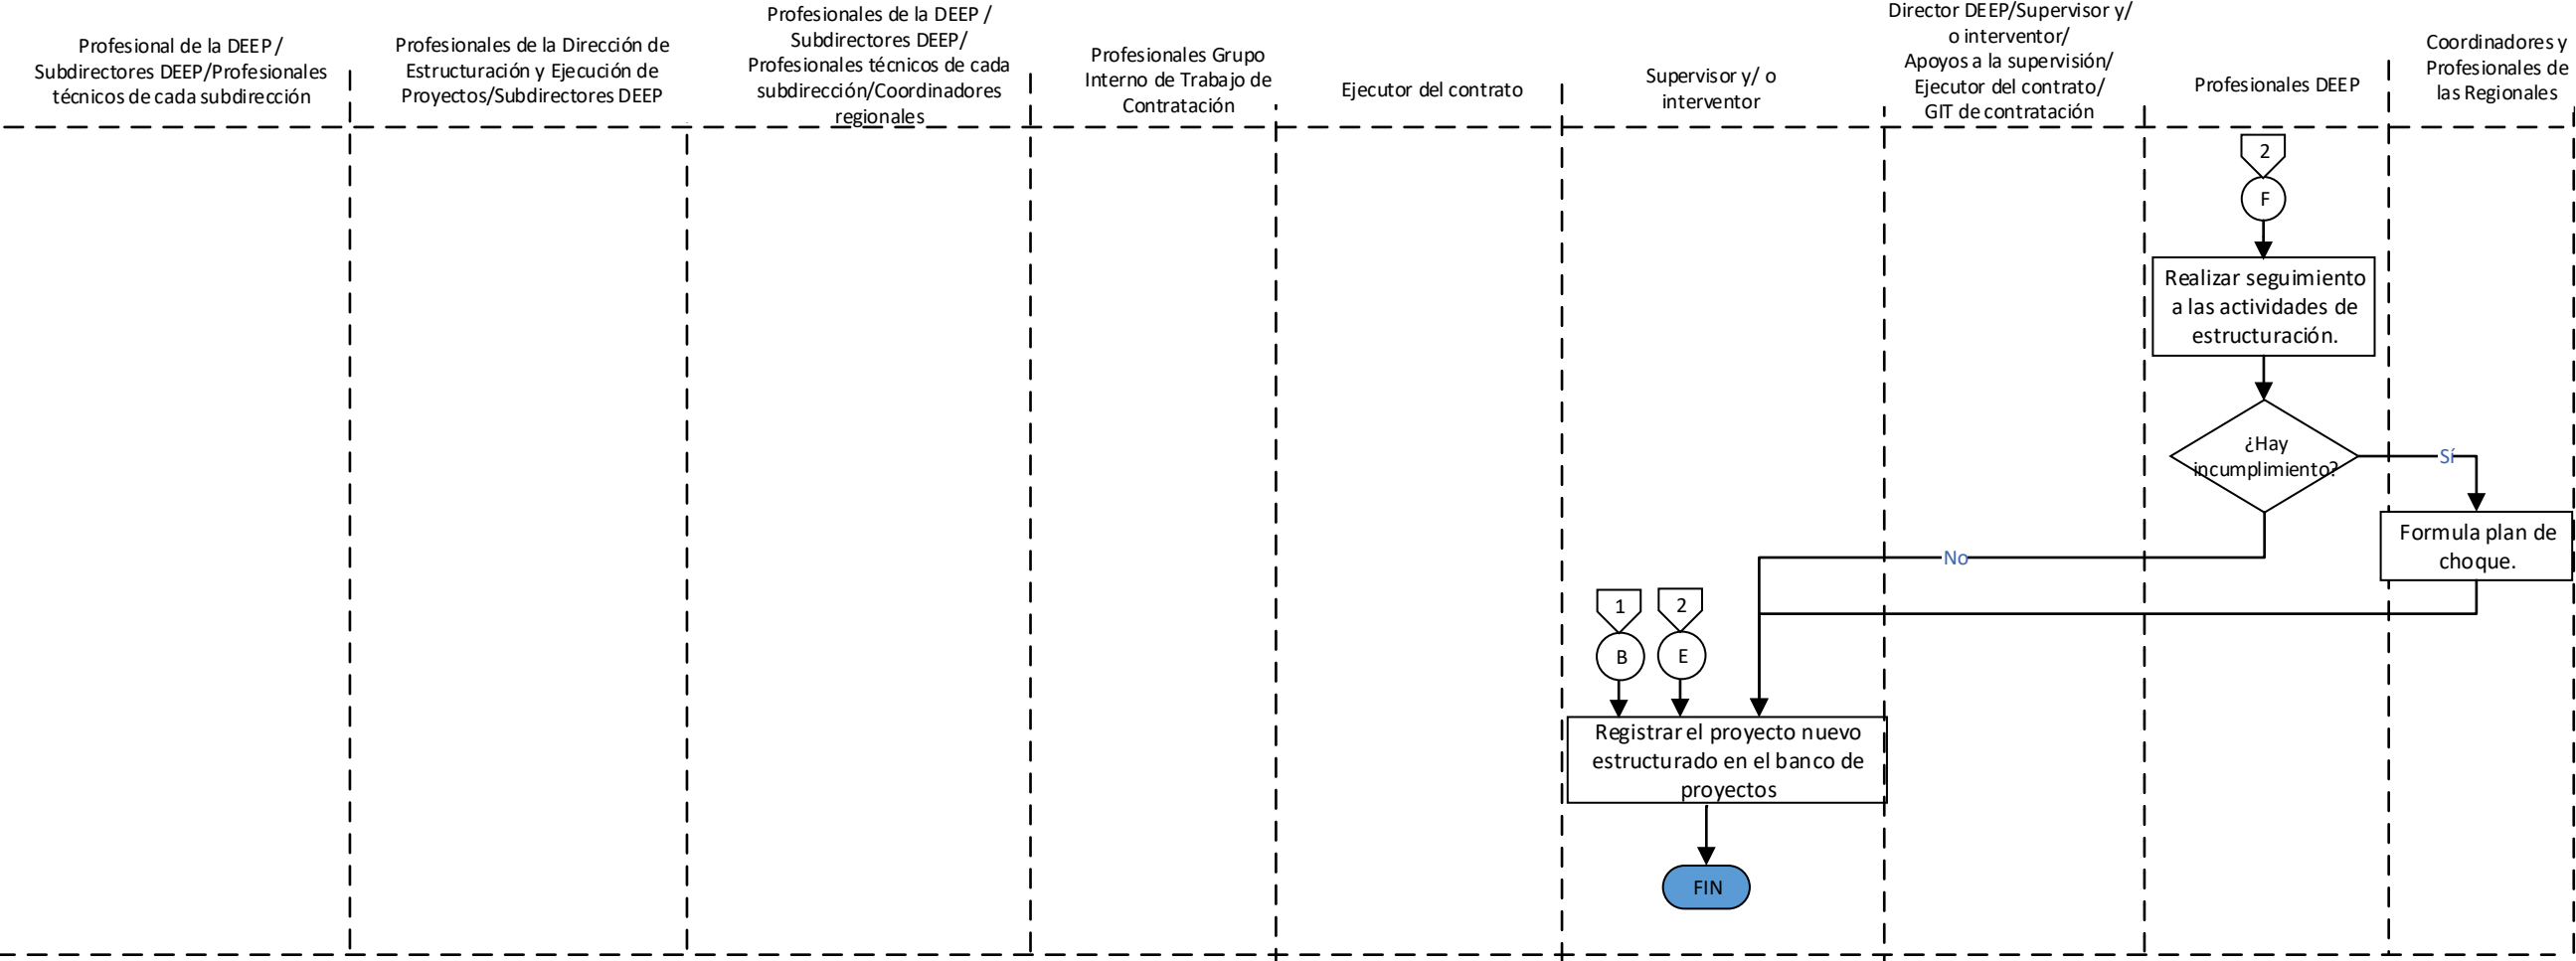 Profesional de la DEEP /
Subdirectores DEEP/Profesionales
técnicos de cada subdirección
Profesionales de la Dirección de
Estructuración y Ejecución de
Proyectos/Subdirectores DEEP
Profesionales de la DEEP /
Subdirectores DEEP/
Profesionales técnicos de cada
subdirección/Coordinadores
regionales
Profesionales Grupo
Interno de Trabajo de
Contratación
Ejecutor del contrato
Supervisor y/ o
interventor
Director DEEP/Supervisor y/
o interventor/
Apoyos a la supervisión/
Ejecutor del contrato/
GIT de contratación
Profesionales DEEP
Coordinadores y
Profesionales de
las Regionales
2
F
Realizar seguimiento
a las actividades de
estructuración.
¿Hay
incumplimiento?
Sí
Formula plan de
choque.
No
1
2
B
E
Registrar el proyecto nuevo
estructurado en el banco de
proyectos
FIN